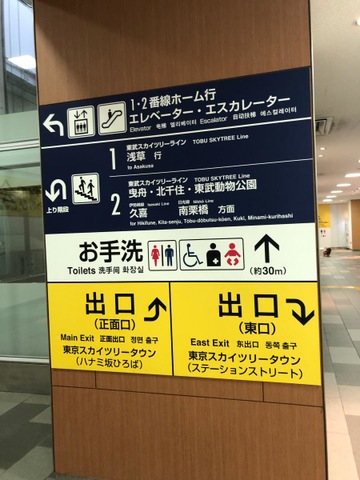 1・2番線ホーム行
エレベーター・エスカレーター
Elevator 电梯 엘리베이터 Escalator 自动扶梯 에스컬레이터
1 東武スカイツリーライン TOBU SKYTREE Line
浅草 行
to Asakusa
上り階段
2 東武スカイツリーライン TOBU SKYTREE Line
曳舟・北千住・東武動物公園
伊勢崎線 Isesaki Line 日光線 Nikko Line
久喜 南栗橋 方面
for Hikifune, Kita-senju, Tobu-dōbutsu-kōen, Kuki, Minami-kurihashi
お手洗
Toilets 洗手间 화장실
(約30m)
出口
(正面口)
Main Exit 正面出口 정면 출구
東京スカイツリータウン
(ハナミ坂ひろば)
出口
(東口)
East Exit 东出口 동쪽 출구
東京スカイツリータウン
(ステーションストリート)